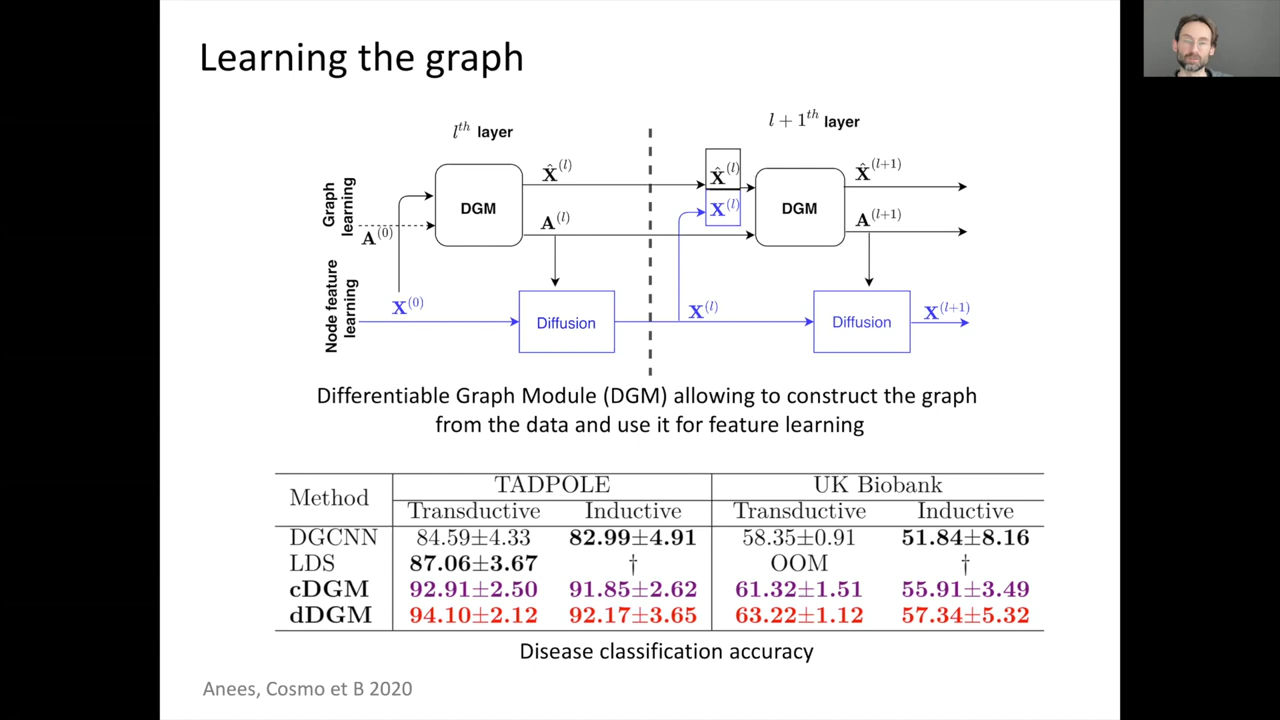 Learning the graph
l^{th} layer
l + 1^{th} layer
Graph learning
Node feature learning
A^{(0)}
X^{(0)}
DGM
X̂^{(l)}
A^{(l)}
Diffusion
X^{(l)}
X̂^{(l)}
X^{(l)}
DGM
X̂^{(l+1)}
A^{(l+1)}
Diffusion
X^{(l+1)}
Differentiable Graph Module (DGM) allowing to construct the graph
from the data and use it for feature learning
Method TADPOLE UK Biobank
Transductive Inductive Transductive Inductive
DGCNN 84.59±4.33 82.99±4.91 58.35±0.91 51.84±8.16
LDS 87.06±3.67 † OOM †
cDGM 92.91±2.50 91.85±2.62 61.32±1.51 55.91±3.49
dDGM 94.10±2.12 92.17±3.65 63.22±1.12 57.34±5.32
Disease classification accuracy
Anees, Cosmo et B 2020